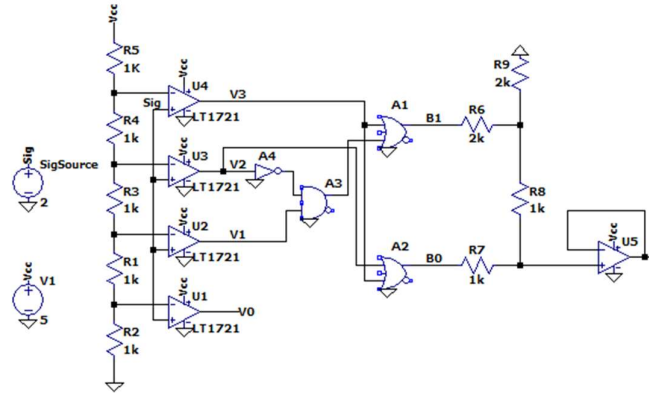 Vcc
R5
1K
Vcc
U4
LT1721
V3
Sig
R4
1k
Vcc
U3
LT1721
V2
A4
A3
A1
B1
R6
2k
R9
2k
Sig
SigSource
2
R3
1k
Vcc
U2
LT1721
V1
R8
1k
A2
B0
R7
1k
Vcc
U5
Vcc
V1
5
R1
1k
Vcc
U1
LT1721
V0
R2
1k